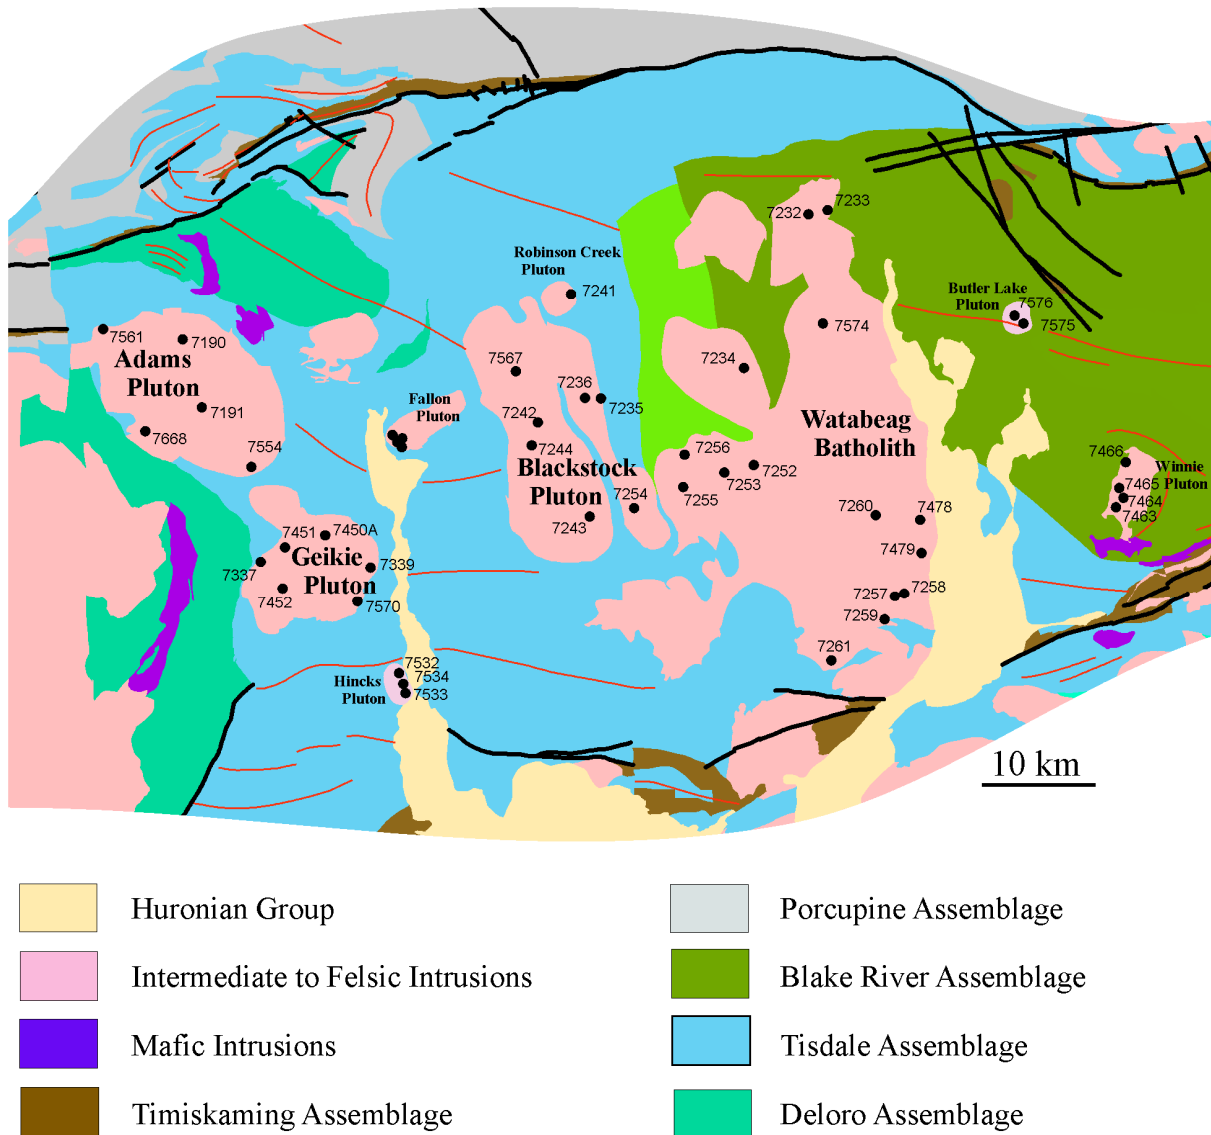 7232
7233
Robinson Creek
Pluton
7241
Butler Lake
Pluton
7576
7575
7561
7190
Adams
Pluton
7191
7668
7554
7574
7567
7234
7236
7235
Fallon
Pluton
7242
7244
Watabeag
Batholith
Blackstock
Pluton
7256
7252
7253
7255
7254
7243
7466
Winnie
Pluton
7465
7464
7463
7260
7478
7479
7451
7450A
Geikie
Pluton
7337
7339
7452
7570
7257
7258
7259
7261
7532
7534
7533
Hincks
Pluton
10 km
Huronian Group
Intermediate to Felsic Intrusions
Mafic Intrusions
Timiskaming Assemblage
Porcupine Assemblage
Blake River Assemblage
Tisdale Assemblage
Deloro Assemblage